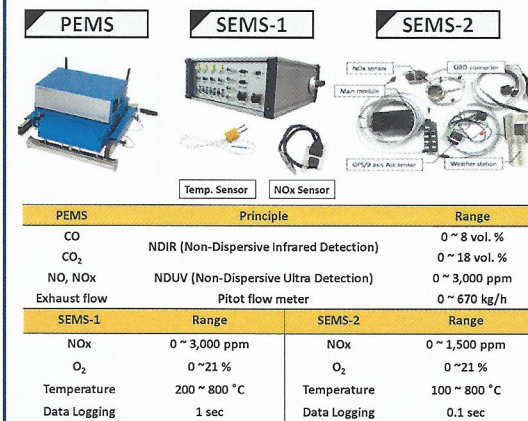 PEMS
SEMS-1
SEMS-2
NOx sensor
OBD connector
Main module
GPS/9-axis Acc sensor
Weather station
Temp. Sensor
NOx Sensor
PEMS Principle Range
CO NDIR (Non-Dispersive Infrared Detection) 0 ~ 8 vol. %
CO₂ 0 ~ 18 vol. %
NO, NOx NDUV (Non-Dispersive Ultra Detection) 0 ~ 3,000 ppm
Exhaust flow Pitot flow meter 0 ~ 670 kg/h
SEMS-1 Range SEMS-2 Range
NOx 0 ~ 3,000 ppm NOx 0 ~ 1,500 ppm
O₂ 0 ~21 % O₂ 0 ~21 %
Temperature 200 ~ 800 °C Temperature 100 ~ 800 °C
Data Logging 1 sec Data Logging 0.1 sec